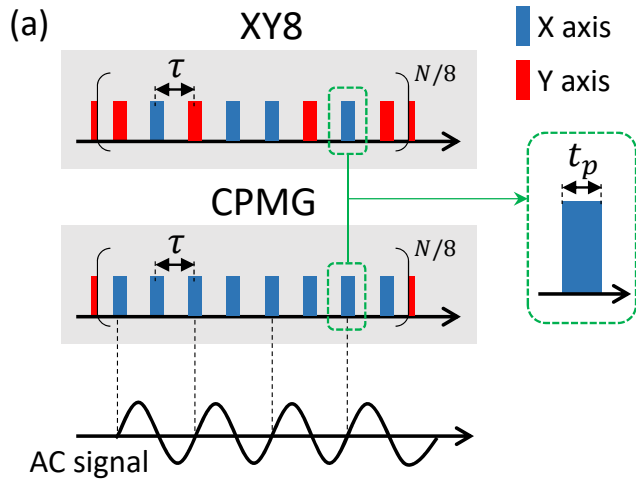 (a)
XY8
X axis
Y axis
τ
N/8
t_p
CPMG
τ
N/8
AC signal